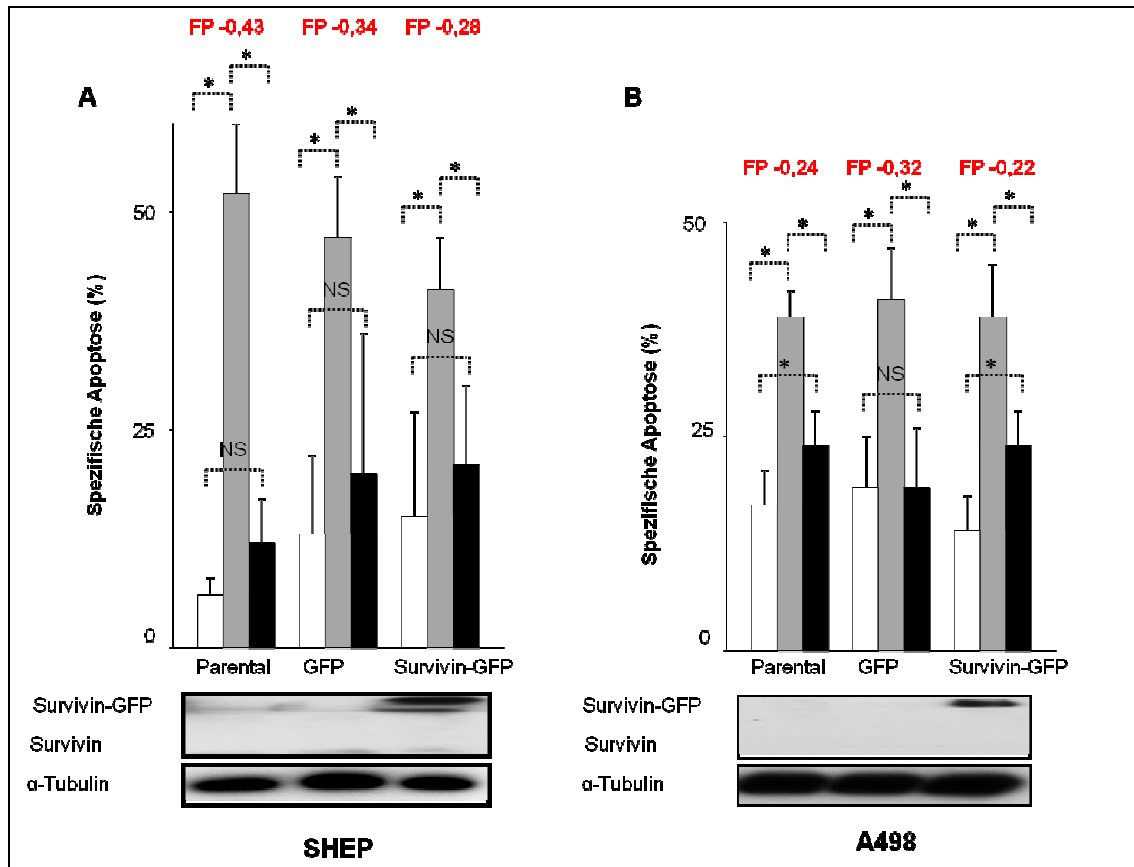 FP -0,43 FP -0,34 FP -0,28
* * * * * *
A
NS NS NS
50
25
0
Spezifische Apoptose (%)
Parental GFP Survivin-GFP
Survivin-GFP
Survivin
α-Tubulin
SHEP
B
FP -0,24 FP -0,32 FP -0,22
* * * * * *
* NS *
50
25
0
Spezifische Apoptose (%)
Parental GFP Survivin-GFP
Survivin-GFP
Survivin
α-Tubulin
A498